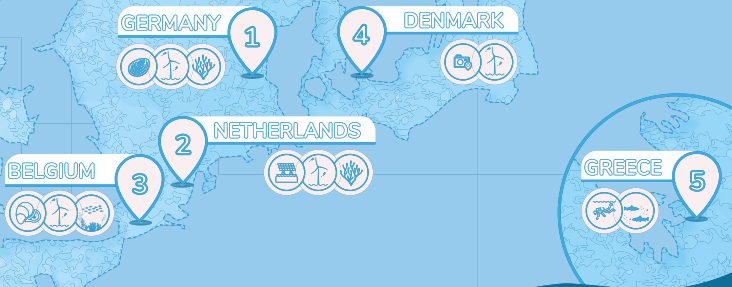 GERMANY 1
4 DENMARK
2 NETHERLANDS
BELGIUM 3
GREECE 5